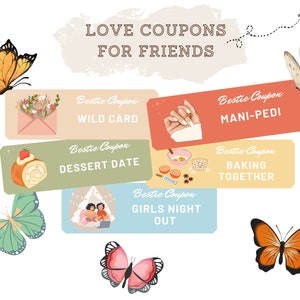 LOVE COUPONS
FOR FRIENDS
Bestie Coupon
WILD CARD
Bestie Coupon
MANI-PEDI
Bestie Coupon
DESSERT DATE
Bestie Coupon
BAKING
TOGETHER
Bestie Coupon
GIRLS NIGHT
OUT